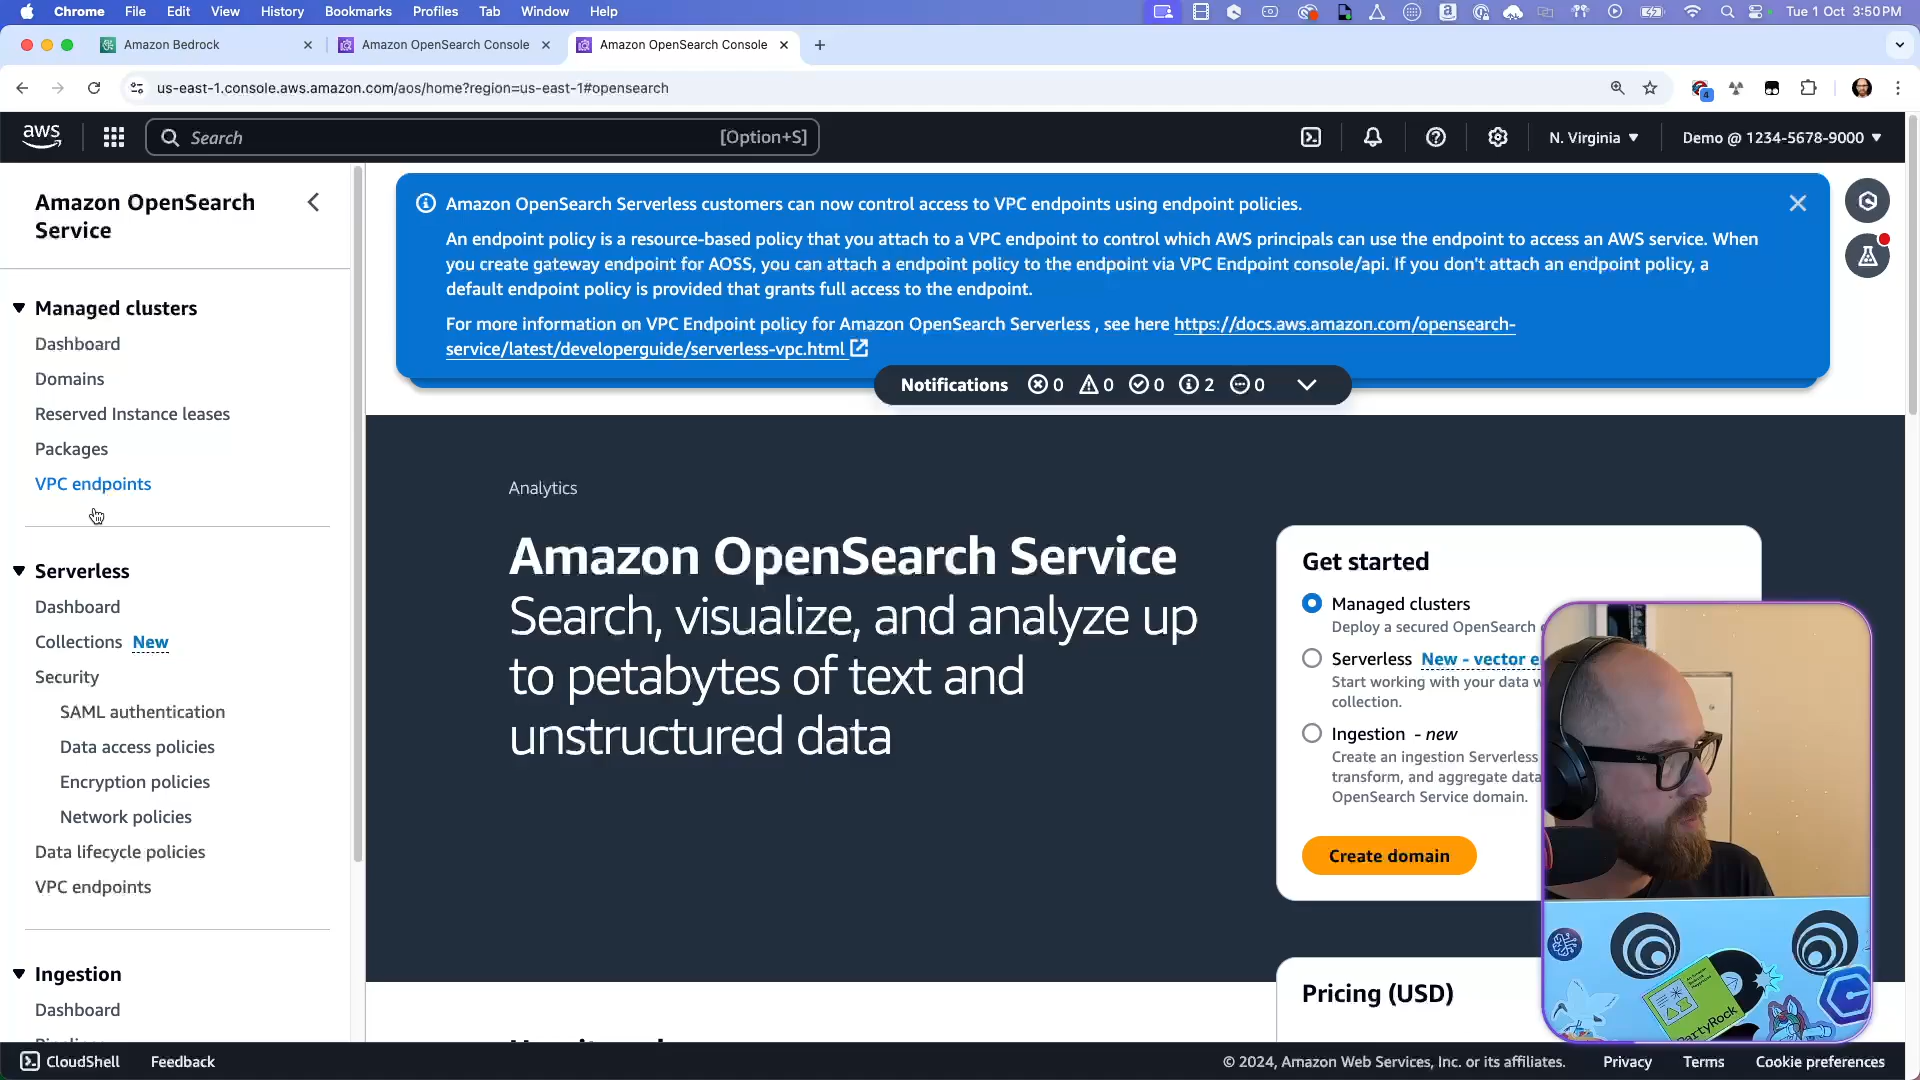 Chrome File Edit View History Bookmarks Profiles Tab Window Help
Tue 1 Oct 3:50 PM
Amazon Bedrock
Amazon OpenSearch Console
Amazon OpenSearch Console
us-east-1.console.aws.amazon.com/aos/home?region=us-east-1#opensearch
4
aws
Search [Option+S]
N. Virginia
Demo @ 1234-5678-9000
Amazon OpenSearch
Service
Managed clusters
Dashboard
Domains
Reserved Instance leases
Packages
VPC endpoints
Serverless
Dashboard
Collections New
Security
SAML authentication
Data access policies
Encryption policies
Network policies
Data lifecycle policies
VPC endpoints
Ingestion
Dashboard
Amazon OpenSearch Serverless customers can now control access to VPC endpoints using endpoint policies.
An endpoint policy is a resource-based policy that you attach to a VPC endpoint to control which AWS principals can use the endpoint to access an AWS service. When
you create gateway endpoint for AOSS, you can attach a endpoint policy to the endpoint via VPC Endpoint console/api. If you don't attach an endpoint policy, a
default endpoint policy is provided that grants full access to the endpoint.
For more information on VPC Endpoint policy for Amazon OpenSearch Serverless , see here https://docs.aws.amazon.com/opensearch-
service/latest/developerguide/serverless-vpc.html
Notifications 0 0 0 2 0
Analytics
Amazon OpenSearch Service
Search, visualize, and analyze up
to petabytes of text and
unstructured data
Get started
Managed clusters
Deploy a secured OpenSearch
Serverless New - vector e
Start working with your data w
collection.
Ingestion - new
Create an ingestion Serverless
transform, and aggregate data
OpenSearch Service domain.
Create domain
Pricing (USD)
PartyRock
CloudShell Feedback
© 2024, Amazon Web Services, Inc. or its affiliates.
Privacy Terms Cookie preferences